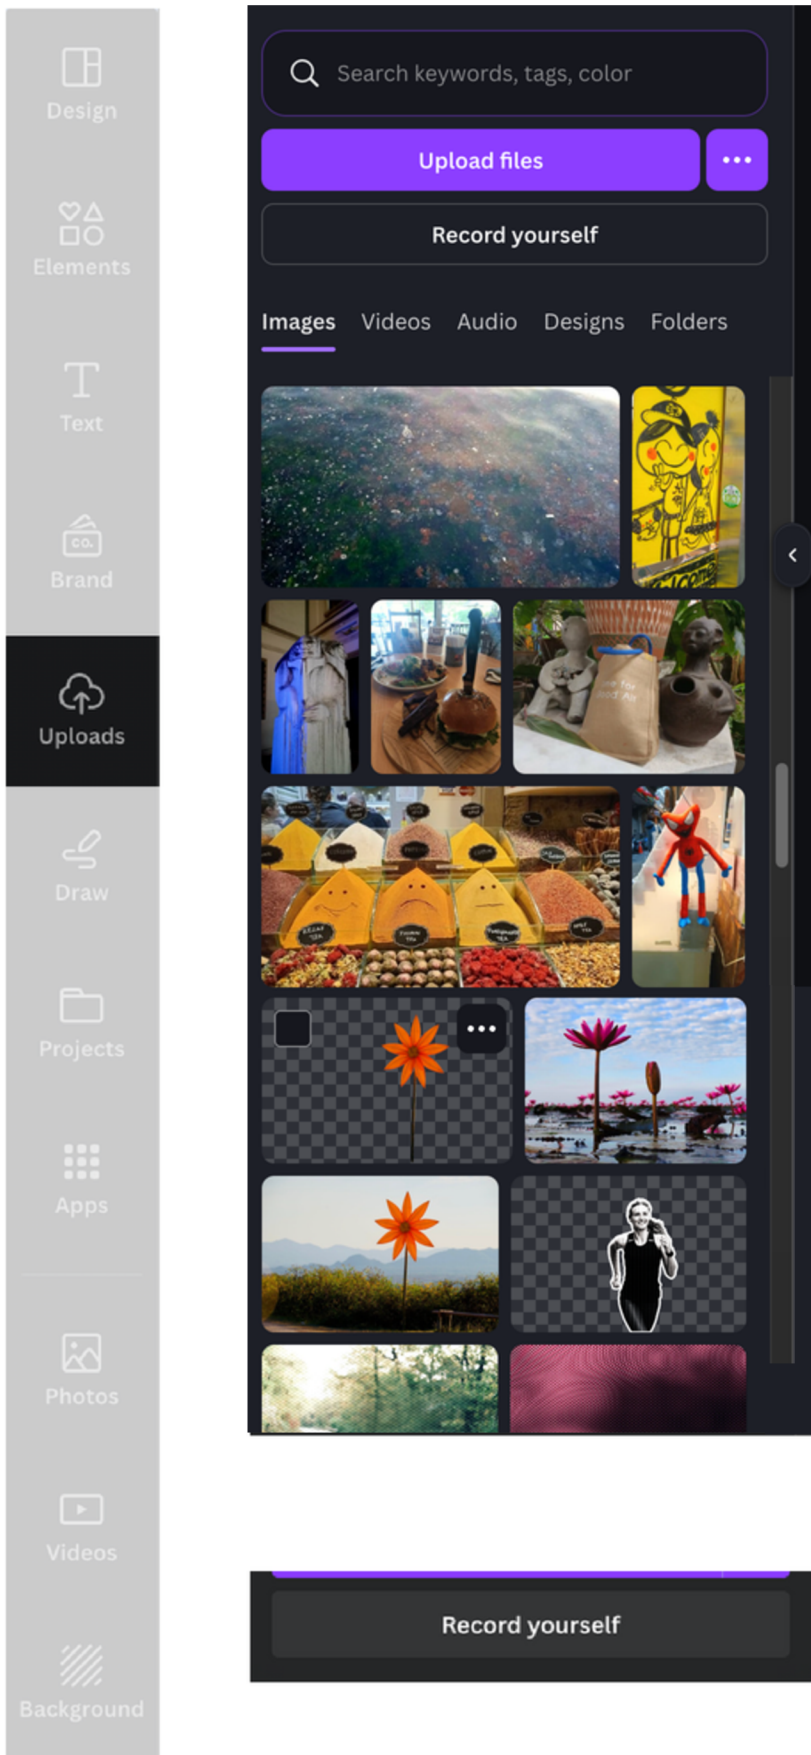 Design
Elements
Text
CO.
Brand
Uploads
Draw
Projects
Apps
Photos
Videos
Background
Search keywords, tags, color
Upload files
Record yourself
Images Videos Audio Designs Folders
Record yourself